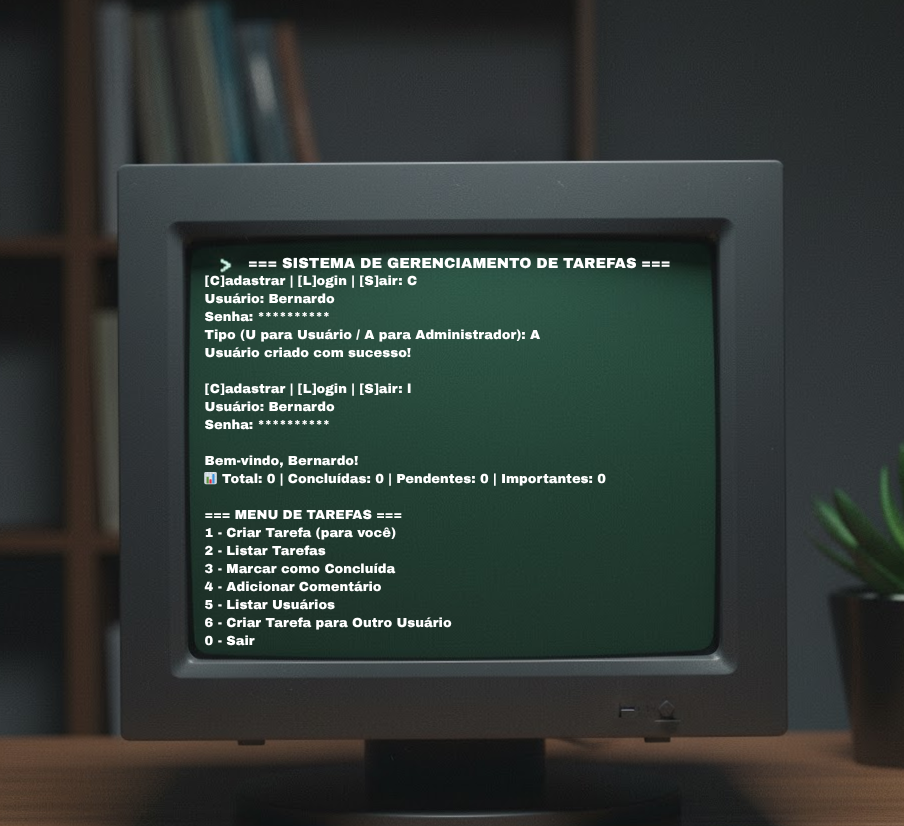 > === SISTEMA DE GERENCIAMENTO DE TAREFAS ===
[C]adastrar | [L]ogin | [S]air: C
Usuário: Bernardo
Senha: **********
Tipo (U para Usuário / A para Administrador): A
Usuário criado com sucesso!
[C]adastrar | [L]ogin | [S]air: l
Usuário: Bernardo
Senha: **********
Bem-vindo, Bernardo!
📊 Total: 0 | Concluídas: 0 | Pendentes: 0 | Importantes: 0
=== MENU DE TAREFAS ===
1 - Criar Tarefa (para você)
2 - Listar Tarefas
3 - Marcar como Concluída
4 - Adicionar Comentário
5 - Listar Usuários
6 - Criar Tarefa para Outro Usuário
0 - Sair